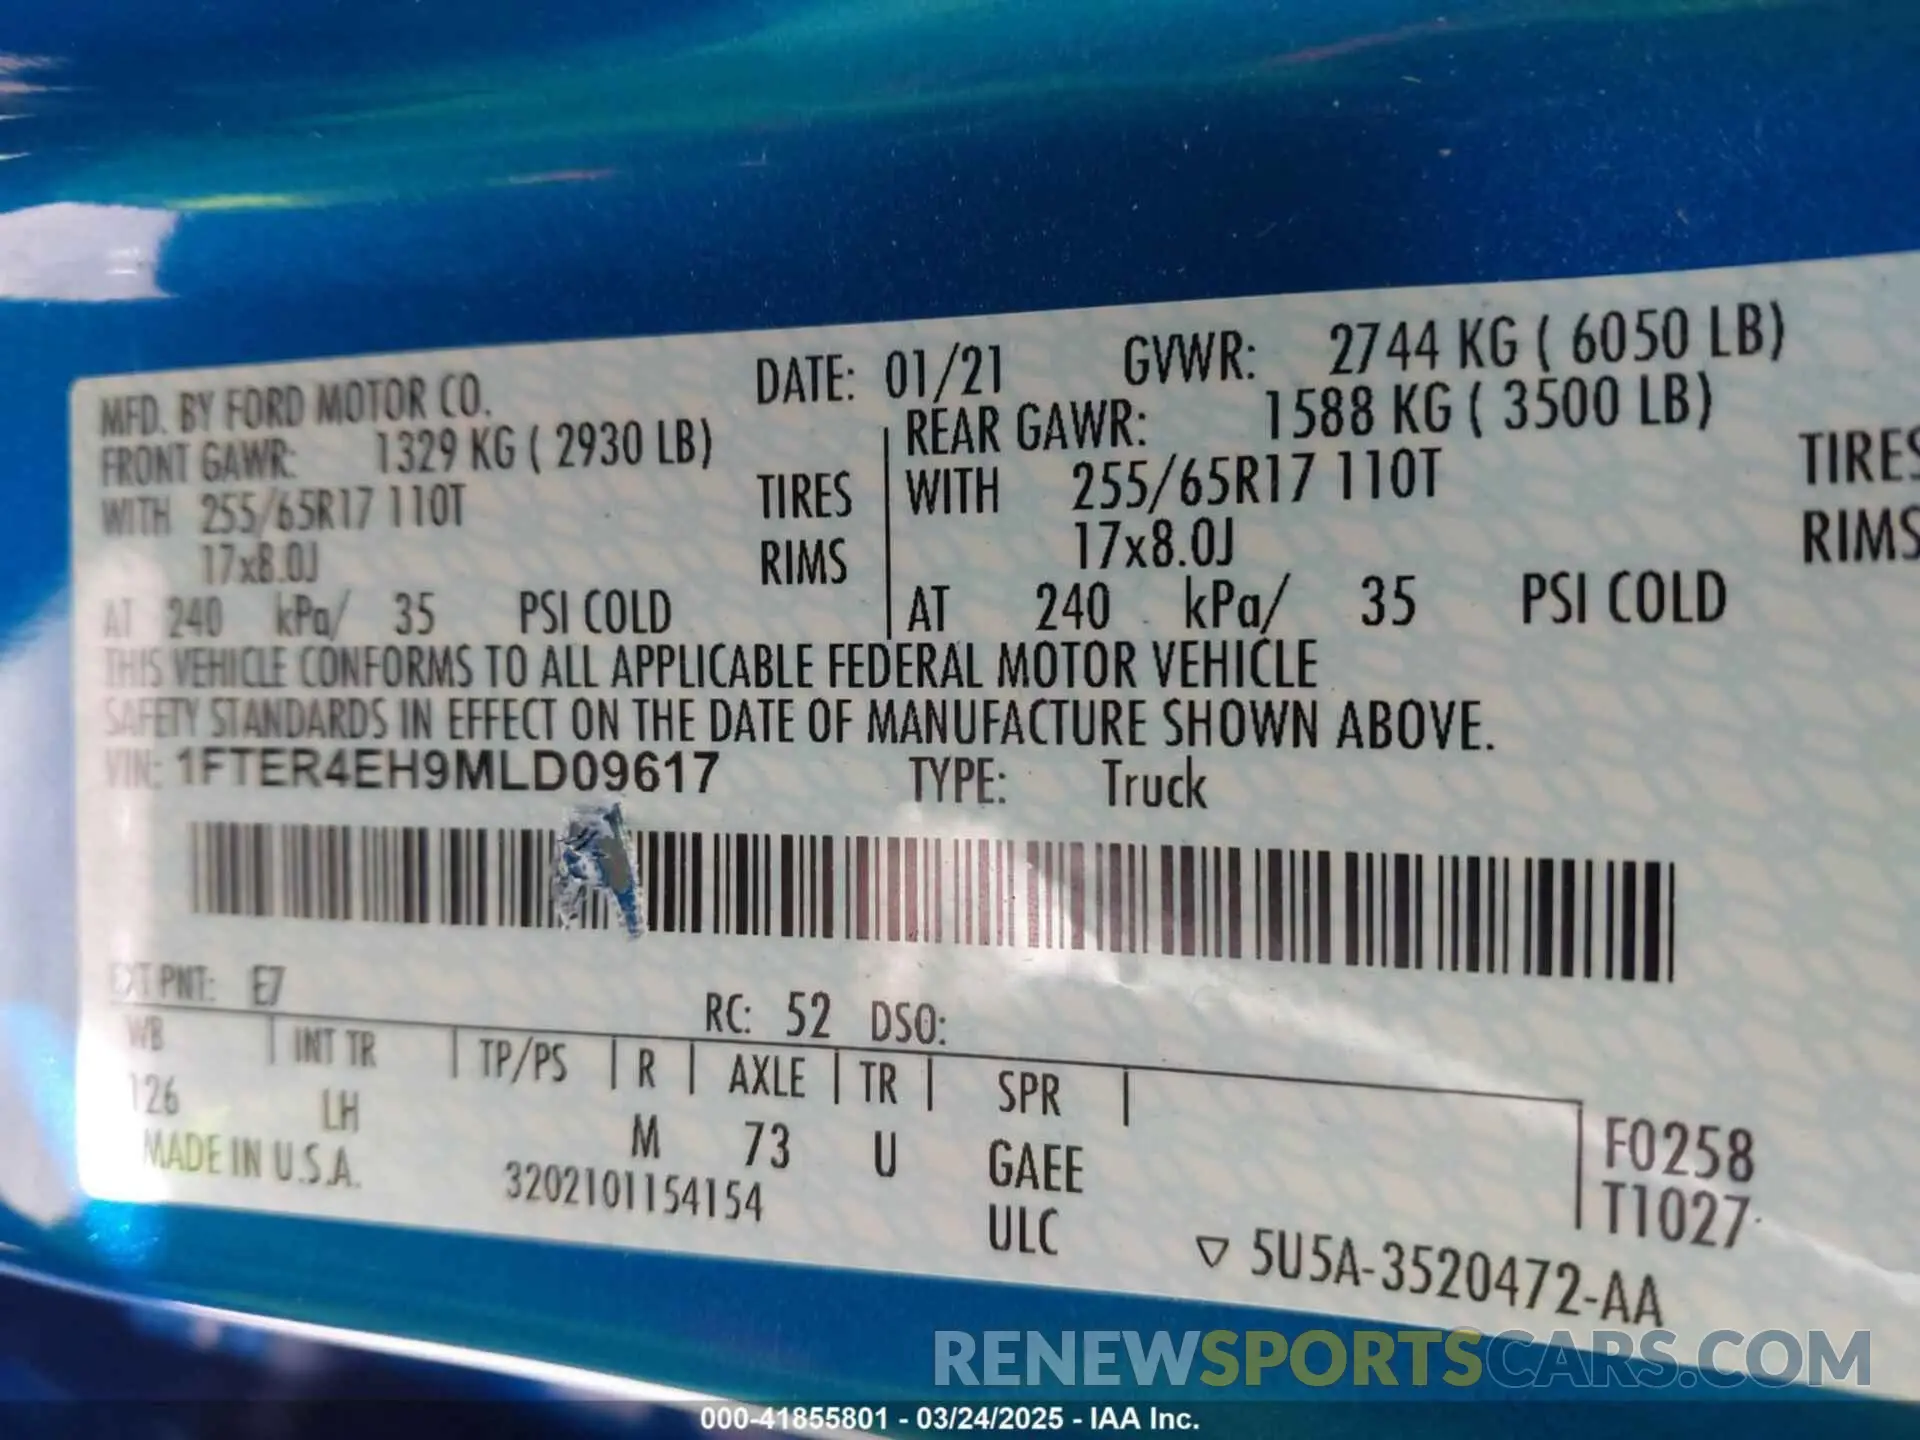 MFD. BY FORD MOTOR CO. DATE: 01/21 GVWR: 2744 KG ( 6050 LB)
FRONT GAWR: 1329 KG ( 2930 LB) REAR GAWR: 1588 KG ( 3500 LB)
WITH 255/65R17 110T TIRES WITH 255/65R17 110T TIRES
17x8.0J RIMS 17x8.0J RIMS
AT 240 kPa/ 35 PSI COLD AT 240 kPa/ 35 PSI COLD
THIS VEHICLE CONFORMS TO ALL APPLICABLE FEDERAL MOTOR VEHICLE
SAFETY STANDARDS IN EFFECT ON THE DATE OF MANUFACTURE SHOWN ABOVE.
VIN: 1FTER4EH9MLD09617 TYPE: Truck
EXT PNT: E7 RC: 52 DSO:
WB INT TR TP/PS R AXLE TR SPR
126 LH M 73 U GAEE F0258
MADE IN U.S.A. 3202101154154 ULC T1027
▽ 5U5A-3520472-AA
RENEWSPORTSCARS.COM
000-41855801 - 03/24/2025 - IAA Inc.